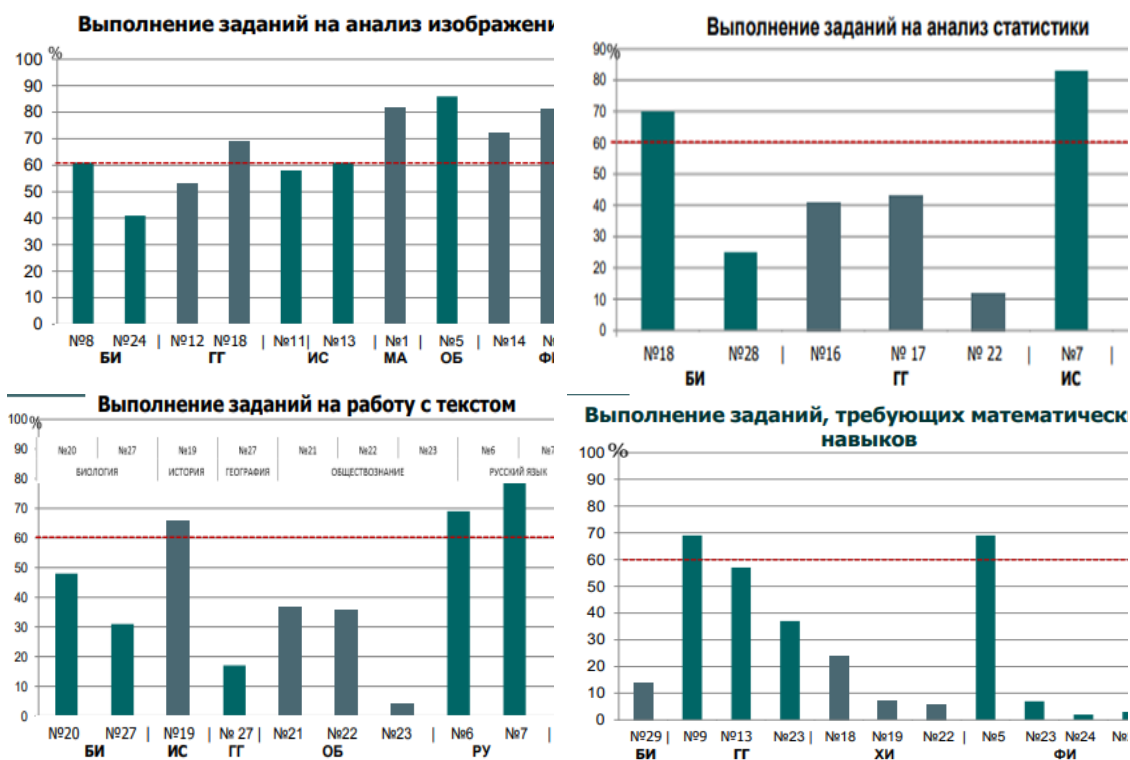 Выполнение заданий на анализ изображени
%
100
90
80
70
60
50
40
30
20
10
0
№8 №24 | №12 №18 | №11| №13 | №1 | №5 | №14
БИ ГГ ИС МА ОБ
Выполнение заданий на анализ статистики
90%
80
70
60
50
40
30
20
10
0
№18 №28 | №16 № 17 № 22 | №7 |
БИ ГГ ИС
Выполнение заданий на работу с текстом
100%
90
80
70
60
50
40
30
20
10
0
№20 №27 №19 №27 №21 №22 №23 №6 №7
БИОЛОГИЯ ИСТОРИЯ ГЕОГРАФИЯ ОБЩЕСТВОЗНАНИЕ РУССКИЙ ЯЗЫК
№20 №27 | №19 | № 27 | №21 №22 №23 | №6 №7 |
БИ ИС ГГ ОБ РУ
Выполнение заданий, требующих математическ
навыков
100 %
90
80
70
60
50
40
30
20
10
0
№29 | №9 №13 №23 | №18 №19 №22 | №5 №23 №24
БИ ГГ ХИ ФИ